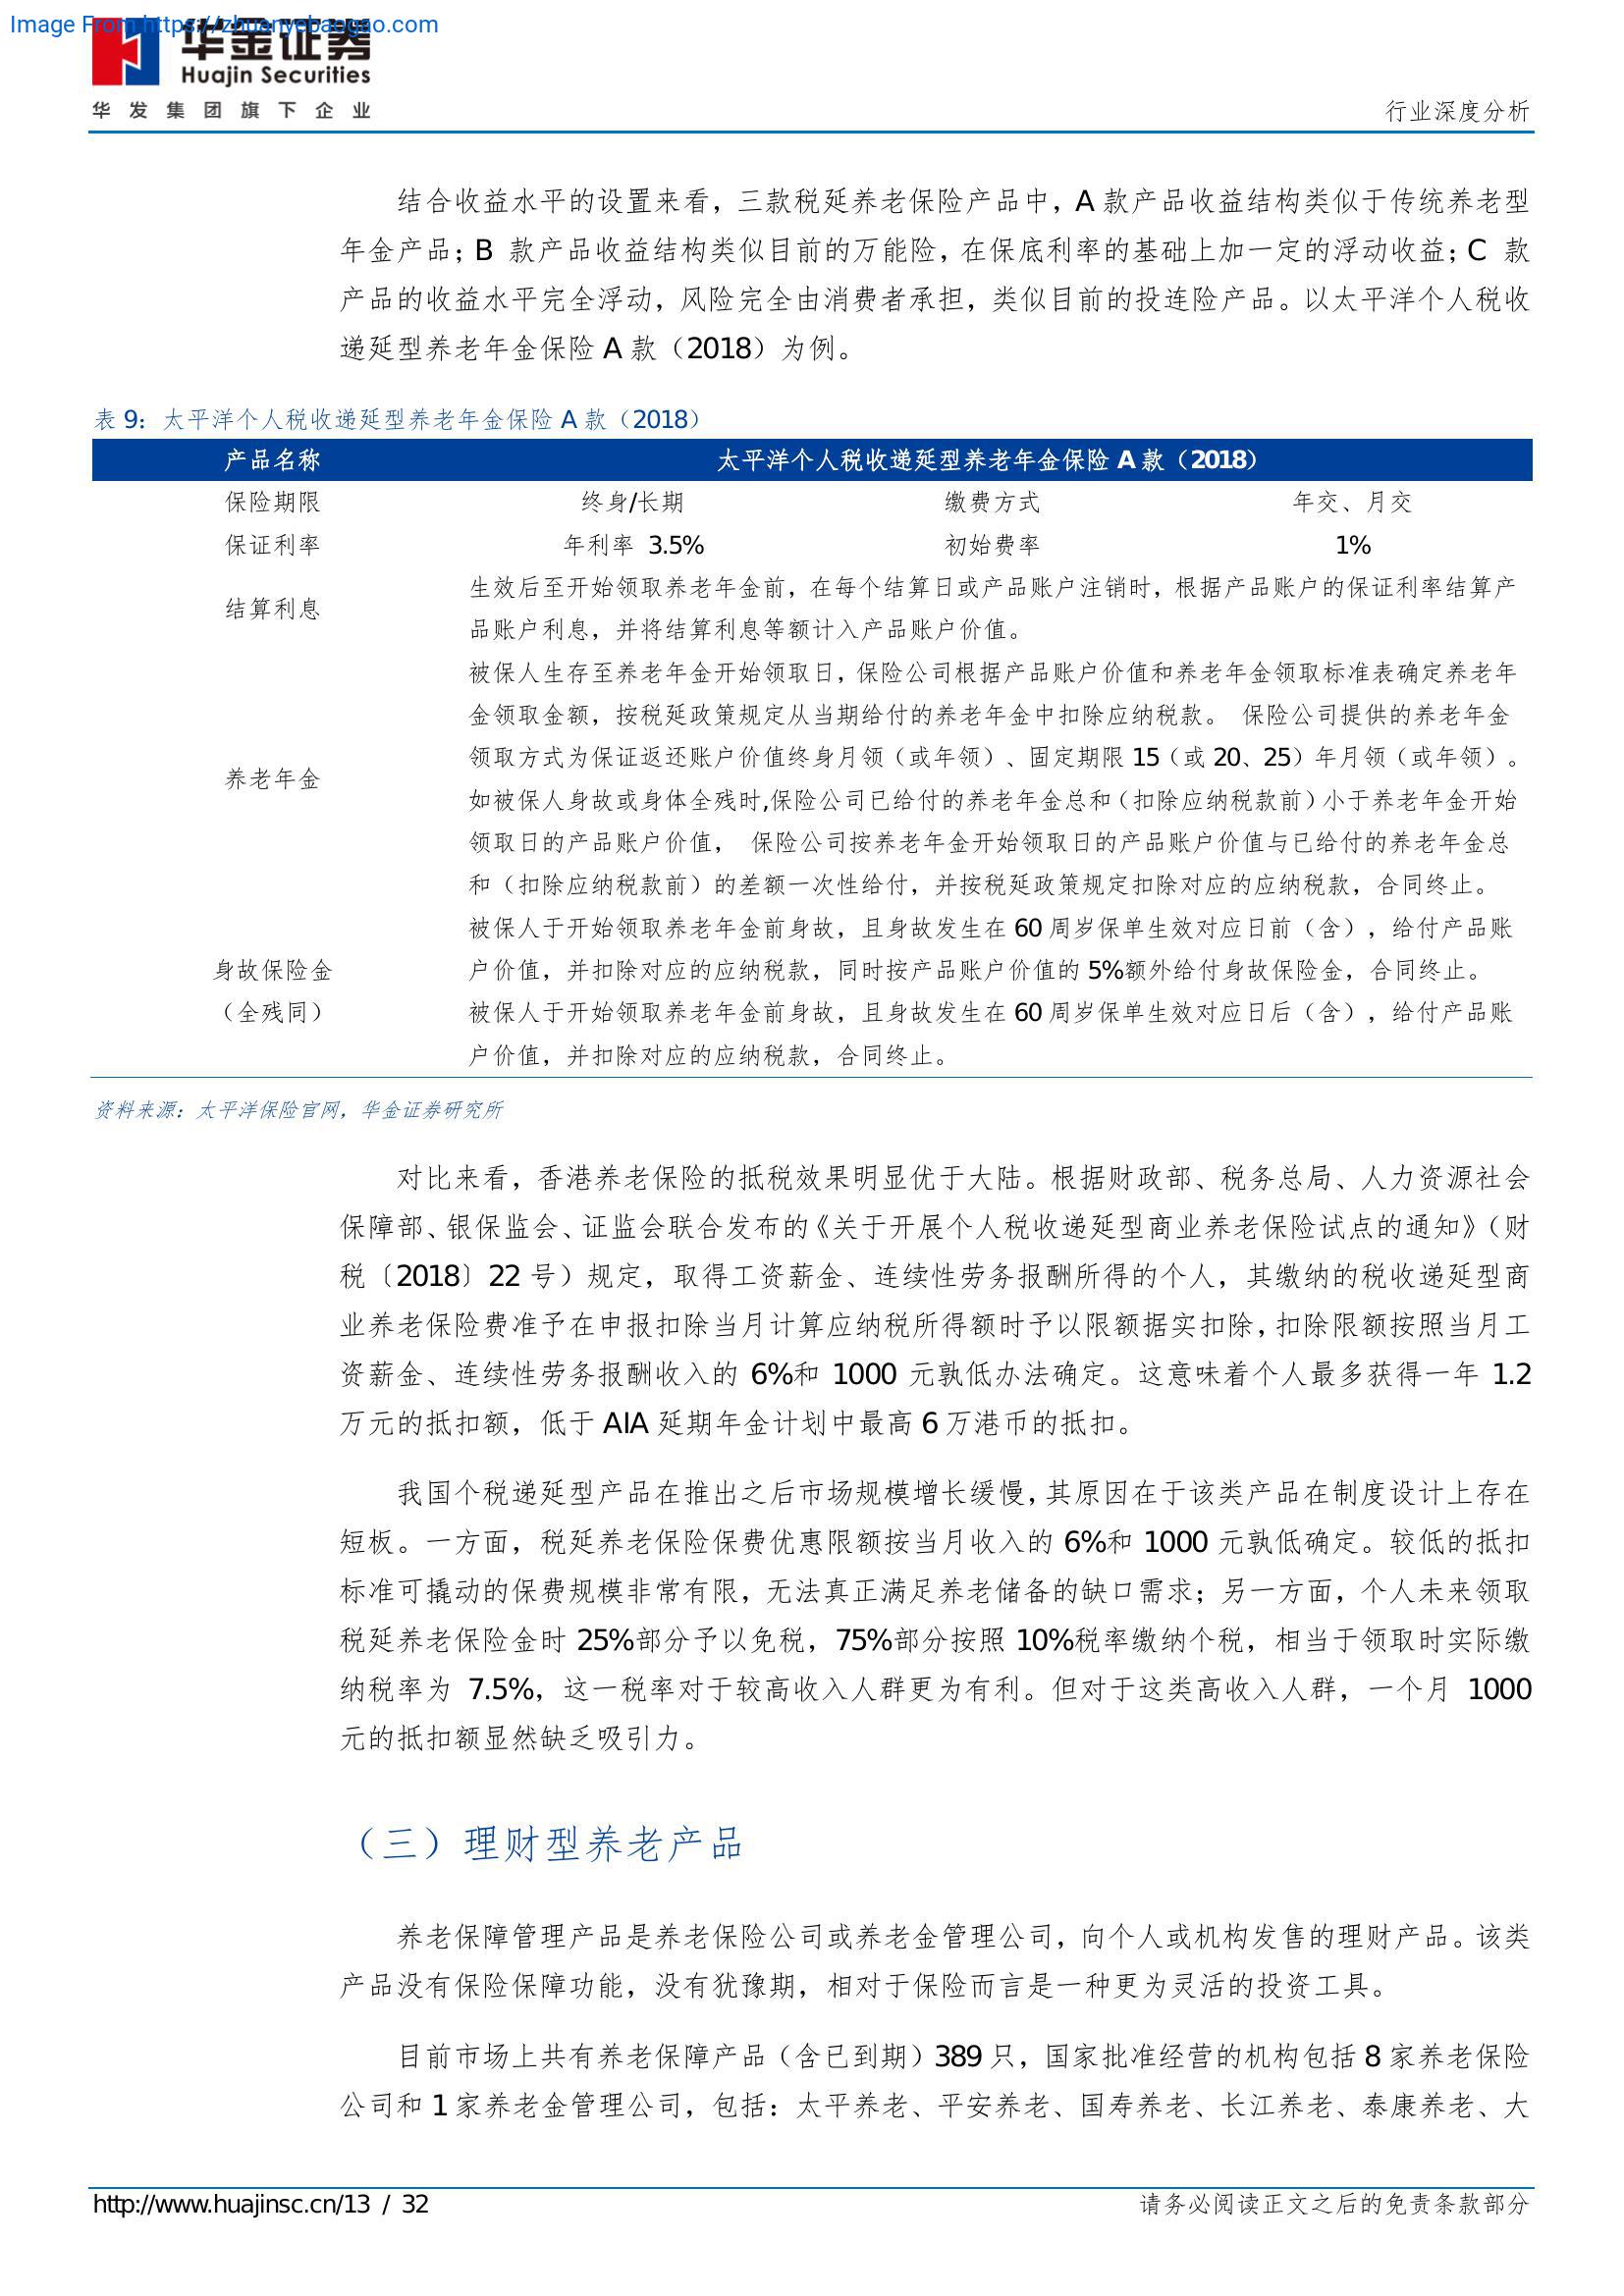 Image From https://zhuanyebaogao.com
华金证券
Huajin Securities
华发集团旗下企业
行业深度分析
结合收益水平的设置来看，三款税延养老保险产品中，A 款产品收益结构类似于传统养老型
年金产品；B 款产品收益结构类似目前的万能险，在保底利率的基础上加一定的浮动收益；C 款
产品的收益水平完全浮动，风险完全由消费者承担，类似目前的投连险产品。以太平洋个人税收
递延型养老年金保险 A 款（2018）为例。
表 9：太平洋个人税收递延型养老年金保险 A 款（2018）
产品名称 太平洋个人税收递延型养老年金保险 A 款（2018）
保险期限 终身/长期 缴费方式 年交、月交
保证利率 年利率 3.5% 初始费率 1%
结算利息
生效后至开始领取养老年金前，在每个结算日或产品账户注销时，根据产品账户的保证利率结算产
品账户利息，并将结算利息等额计入产品账户价值。
养老年金
被保人生存至养老年金开始领取日，保险公司根据产品账户价值和养老年金领取标准表确定养老年
金领取金额，按税延政策规定从当期给付的养老年金中扣除应纳税款。 保险公司提供的养老年金
领取方式为保证返还账户价值终身月领（或年领）、固定期限 15（或 20、25）年月领（或年领）。
如被保人身故或身体全残时,保险公司已给付的养老年金总和（扣除应纳税款前）小于养老年金开始
领取日的产品账户价值， 保险公司按养老年金开始领取日的产品账户价值与已给付的养老年金总
和（扣除应纳税款前）的差额一次性给付，并按税延政策规定扣除对应的应纳税款，合同终止。
身故保险金
（全残同）
被保人于开始领取养老年金前身故，且身故发生在 60 周岁保单生效对应日前（含），给付产品账
户价值，并扣除对应的应纳税款，同时按产品账户价值的 5%额外给付身故保险金，合同终止。
被保人于开始领取养老年金前身故，且身故发生在 60 周岁保单生效对应日后（含），给付产品账
户价值，并扣除对应的应纳税款，合同终止。
资料来源：太平洋保险官网，华金证券研究所
对比来看，香港养老保险的抵税效果明显优于大陆。根据财政部、税务总局、人力资源社会
保障部、银保监会、证监会联合发布的《关于开展个人税收递延型商业养老保险试点的通知》（财
税〔2018〕22 号）规定，取得工资薪金、连续性劳务报酬所得的个人，其缴纳的税收递延型商
业养老保险费准予在申报扣除当月计算应纳税所得额时予以限额据实扣除，扣除限额按照当月工
资薪金、连续性劳务报酬收入的 6%和 1000 元孰低办法确定。这意味着个人最多获得一年 1.2
万元的抵扣额，低于 AIA 延期年金计划中最高 6 万港币的抵扣。
我国个税递延型产品在推出之后市场规模增长缓慢，其原因在于该类产品在制度设计上存在
短板。一方面，税延养老保险保费优惠限额按当月收入的 6%和 1000 元孰低确定。较低的抵扣
标准可撬动的保费规模非常有限，无法真正满足养老储备的缺口需求；另一方面，个人未来领取
税延养老保险金时 25%部分予以免税，75%部分按照 10%税率缴纳个税，相当于领取时实际缴
纳税率为 7.5%，这一税率对于较高收入人群更为有利。但对于这类高收入人群，一个月 1000
元的抵扣额显然缺乏吸引力。
（三）理财型养老产品
养老保障管理产品是养老保险公司或养老金管理公司，向个人或机构发售的理财产品。该类
产品没有保险保障功能，没有犹豫期，相对于保险而言是一种更为灵活的投资工具。
目前市场上共有养老保障产品（含已到期）389 只，国家批准经营的机构包括 8 家养老保险
公司和 1 家养老金管理公司，包括：太平养老、平安养老、国寿养老、长江养老、泰康养老、大
http://www.huajinsc.cn/13 / 32
请务必阅读正文之后的免责条款部分